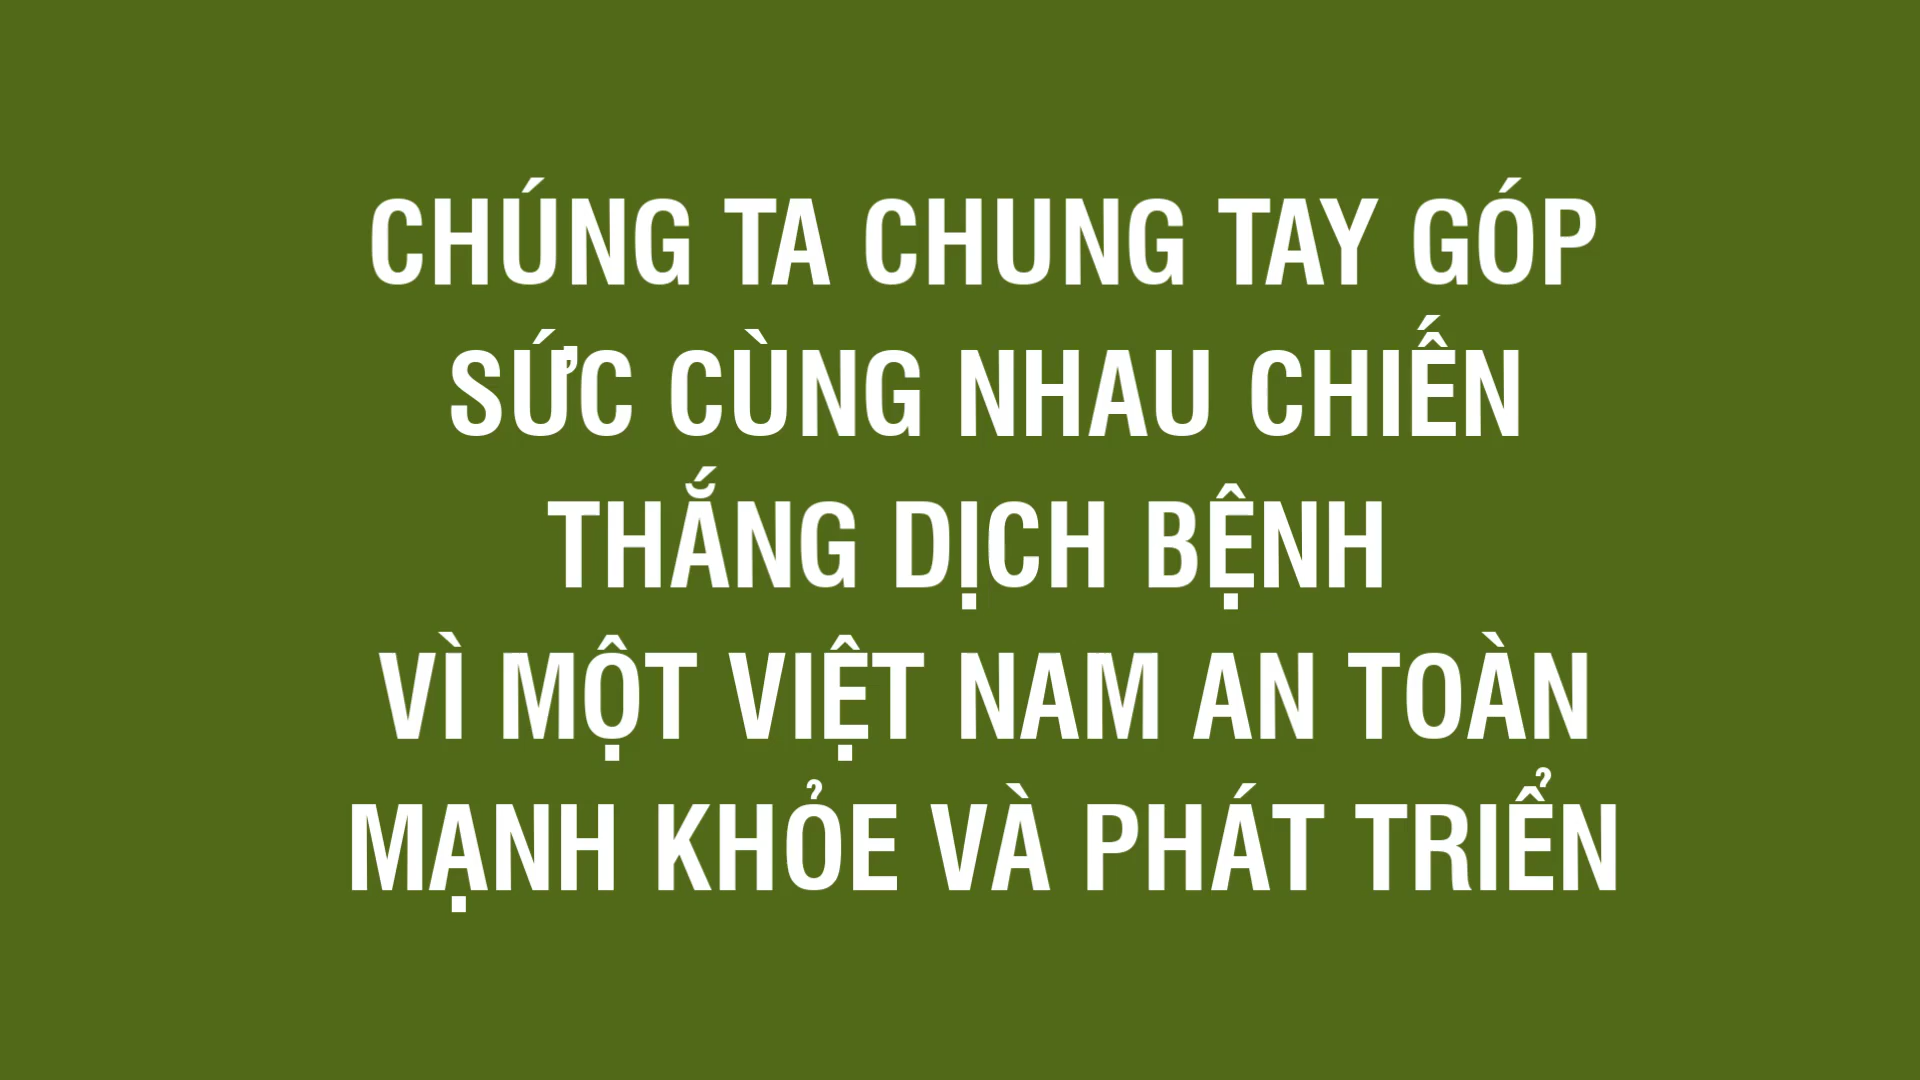 CHÚNG TA CHUNG TAY GÓP
SỨC CÙNG NHAU CHIẾN
THẮNG DỊCH BỆNH
VÌ MỘT VIỆT NAM AN TOÀN
MẠNH KHỎE VÀ PHÁT TRIỂN